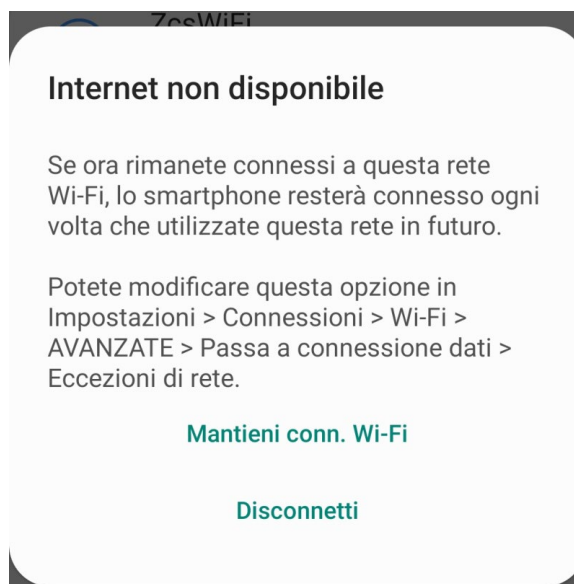 ZcsWiFi
Internet non disponibile
Se ora rimanete connessi a questa rete
Wi-Fi, lo smartphone resterà connesso ogni
volta che utilizzate questa rete in futuro.
Potete modificare questa opzione in
Impostazioni > Connessioni > Wi-Fi >
AVANZATE > Passa a connessione dati >
Eccezioni di rete.
Mantieni conn. Wi-Fi
Disconnetti